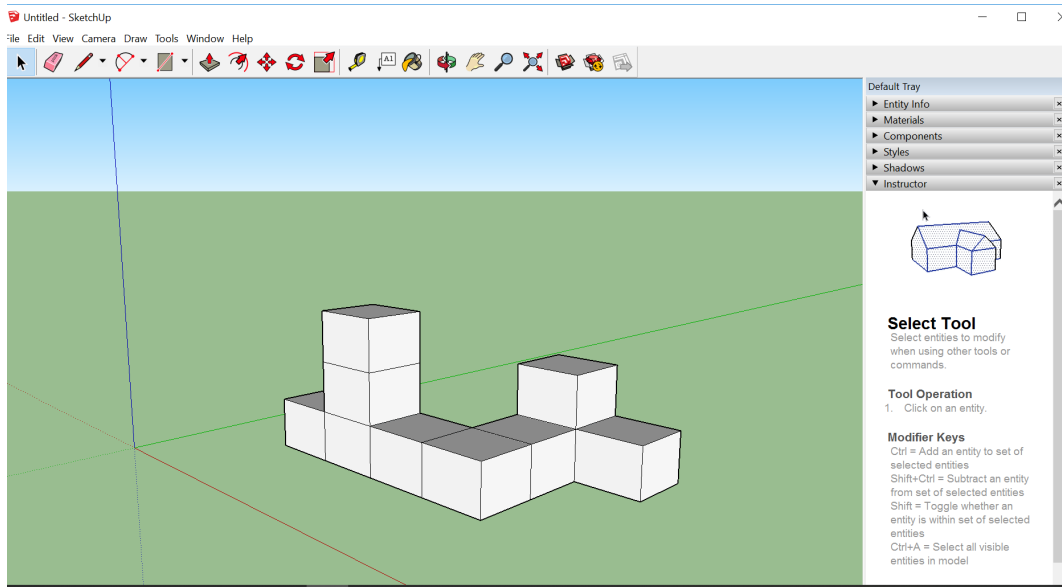 Untitled - SketchUp
File Edit View Camera Draw Tools Window Help
A1
Default Tray
Entity Info
Materials
Components
Styles
Shadows
Instructor
Select Tool
Select entities to modify
when using other tools or
commands.
Tool Operation
1. Click on an entity.
Modifier Keys
Ctrl = Add an entity to set of
selected entities
Shift+Ctrl = Subtract an entity
from set of selected entities
Shift = Toggle whether an
entity is within set of selected
entities
Ctrl+A = Select all visible
entities in model